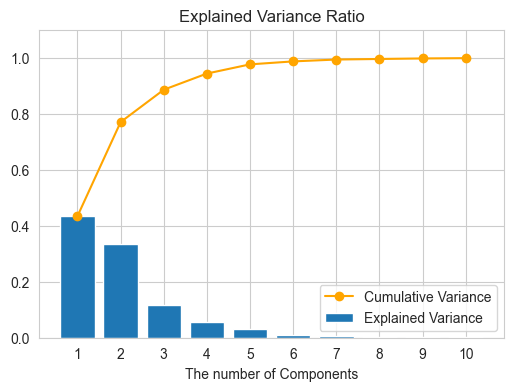 Explained Variance Ratio
1.0
0.8
0.6
0.4
0.2
0.0
Cumulative Variance
Explained Variance
1 2 3 4 5 6 7 8 9 10
The number of Components